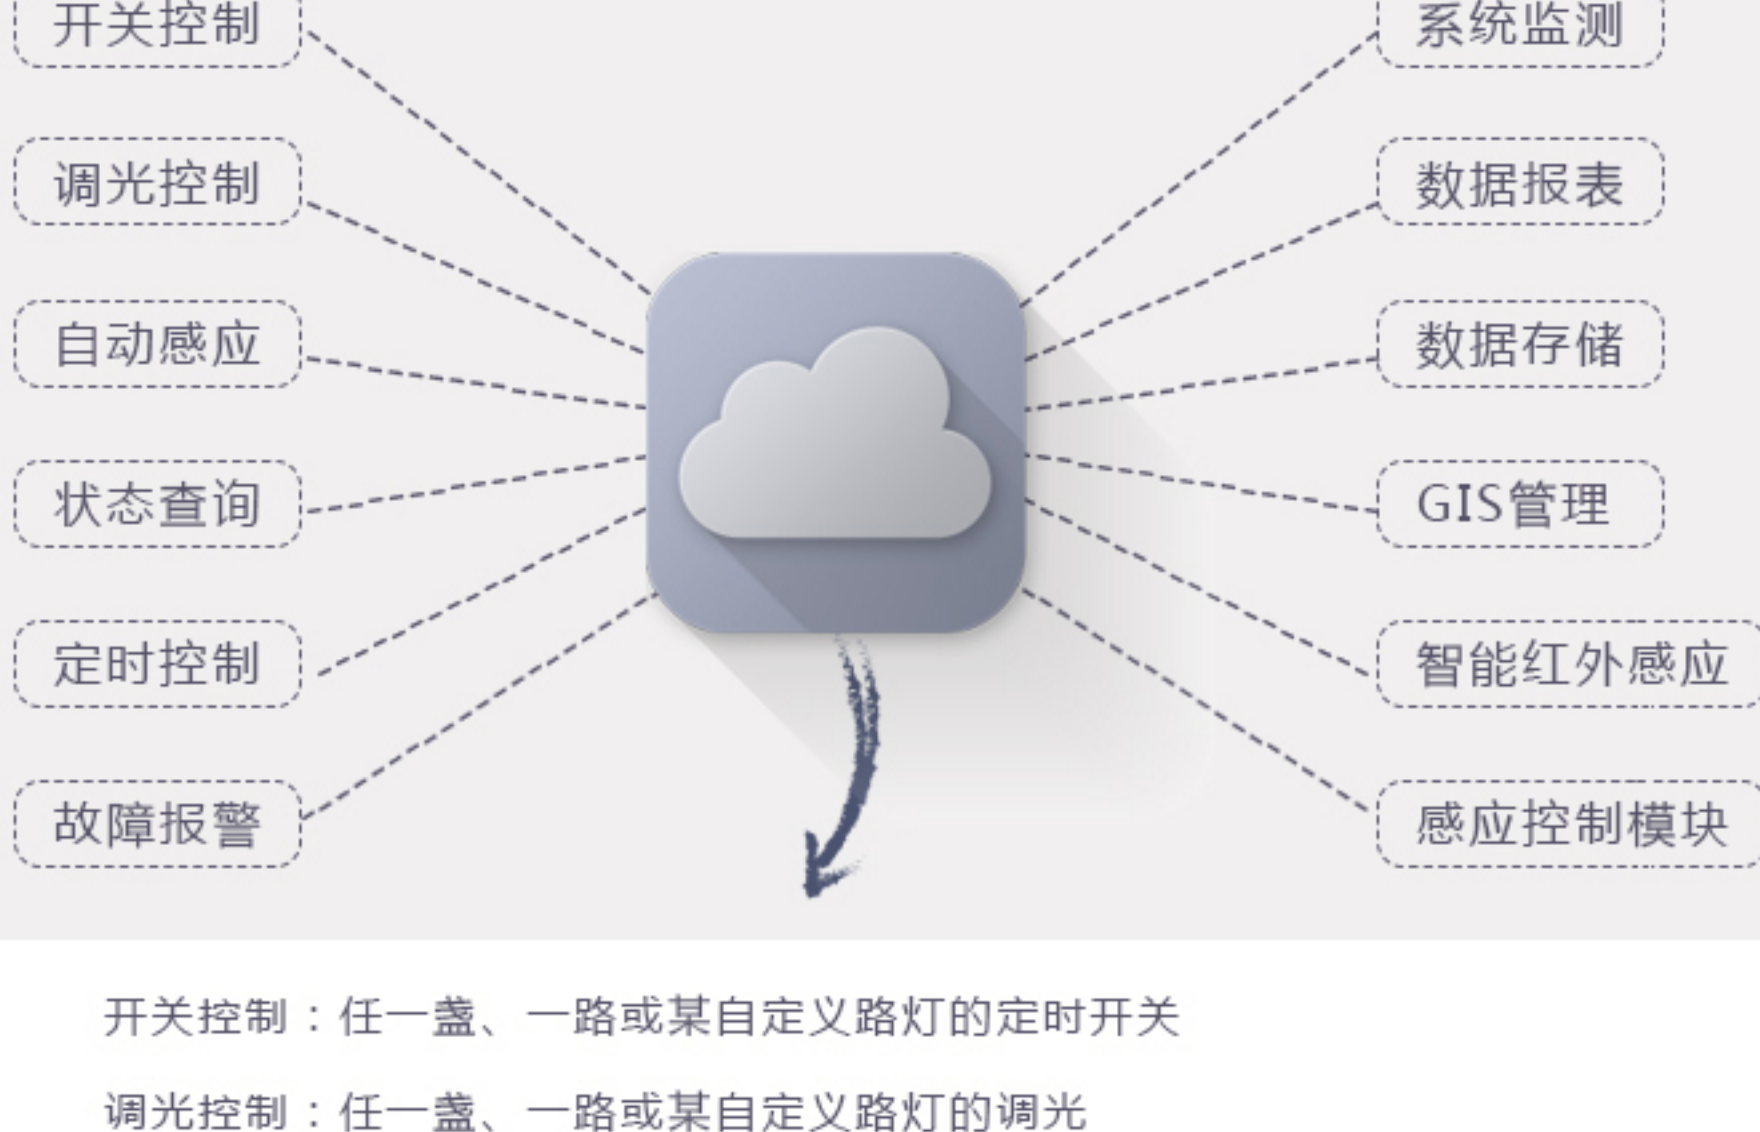 开关控制
调光控制
自动感应
状态查询
定时控制
故障报警
系统监测
数据报表
数据存储
GIS管理
智能红外感应
感应控制模块
开关控制：任一盏、一路或某自定义路灯的定时开关
调光控制：任一盏、一路或某自定义路灯的调光